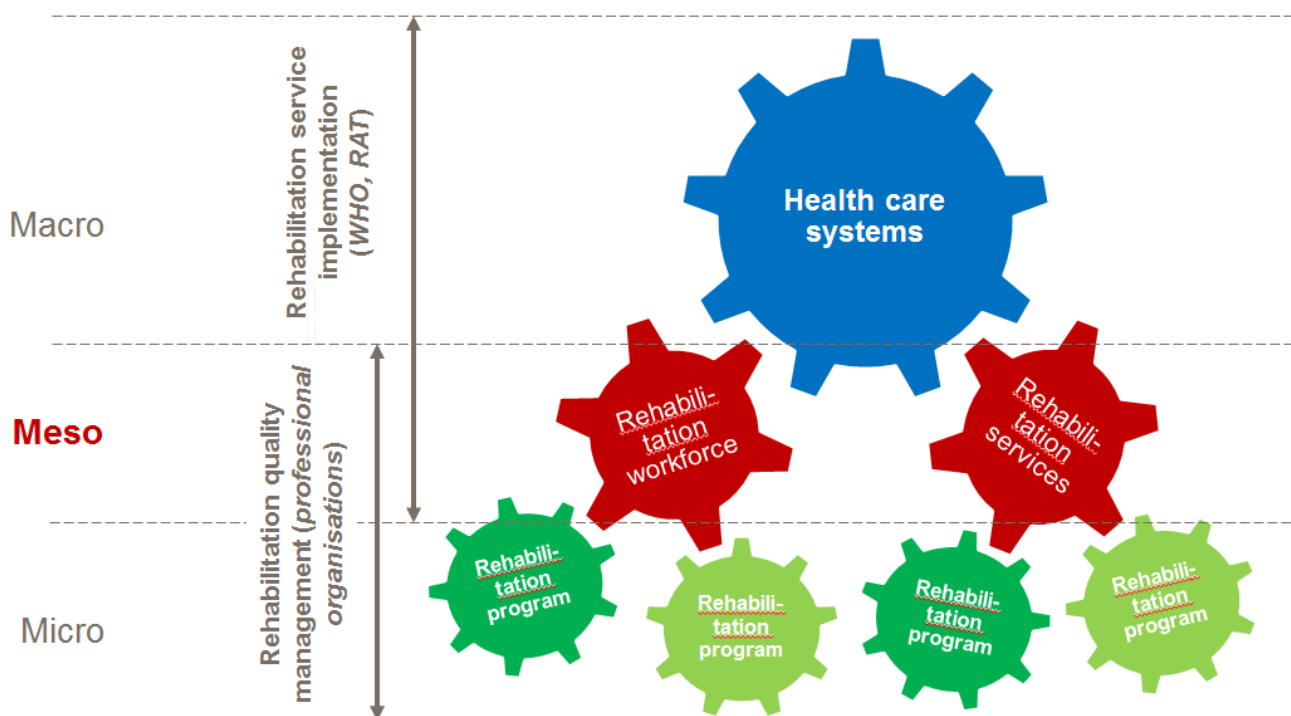 Macro
Meso
Micro
Rehabilitation service
implementation
(WHO, RAT)
Rehabilitation quality
management (professional
organisations)
Health care
systems
Rehabili-
tation
workforce
Rehabili-
tation
services
Rehabili-
tation
program
Rehabili-
tation
program
Rehabili-
tation
program
Rehabili-
tation
program